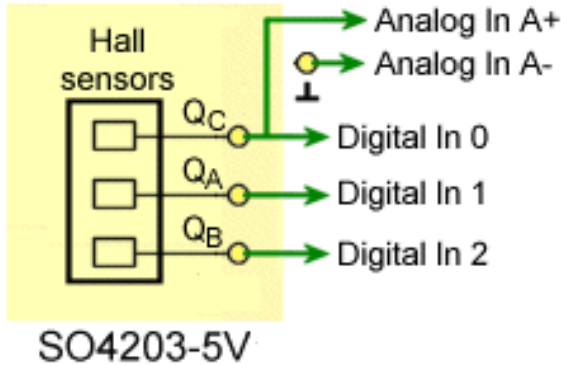 Hall
sensors
Analog In A+
Analog In A-
QC
Digital In 0
QA
Digital In 1
QB
Digital In 2
SO4203-5V